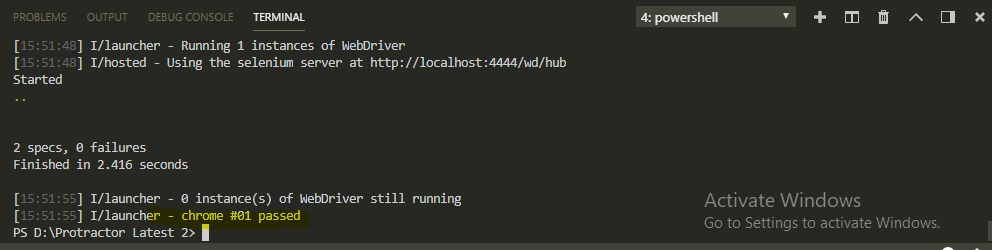 PROBLEMS OUTPUT DEBUG CONSOLE TERMINAL 4: powershell
[15:51:48] I/launcher - Running 1 instances of WebDriver
[15:51:48] I/hosted - Using the selenium server at http://localhost:4444/wd/hub
Started
..
2 specs, 0 failures
Finished in 2.416 seconds
[15:51:55] I/launcher - 0 instance(s) of WebDriver still running
[15:51:55] I/launcher - chrome #01 passed
PS D:\Protractor Latest 2>
Activate Windows
Go to Settings to activate Windows.